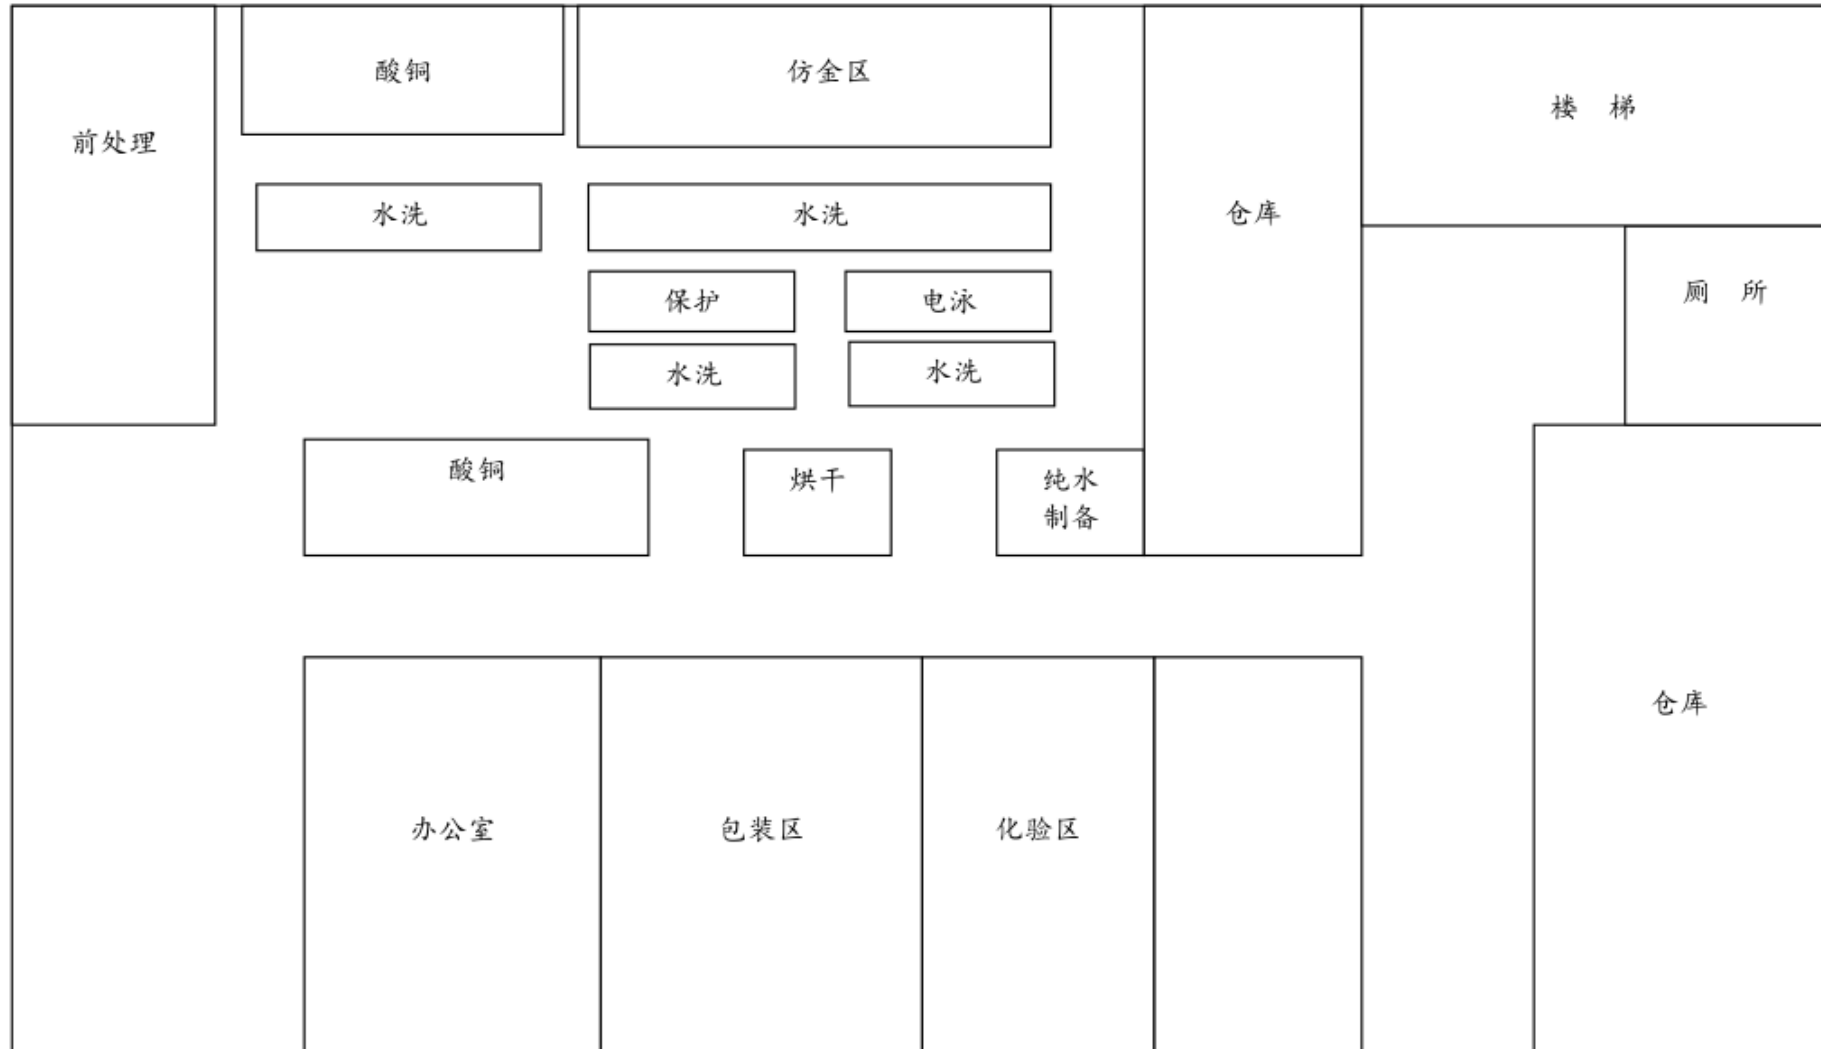 酸铜
仿金区
楼 梯
前处理
水洗
水洗
仓库
厕 所
保护
电泳
水洗
水洗
酸铜
烘干
纯水
制备
仓库
办公室
包装区
化验区